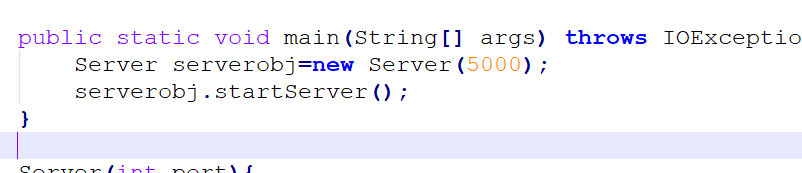 public static void main(String[] args) throws IOExceptio
Server serverobj=new Server(5000);
serverobj.startServer();
}
Server(int port){